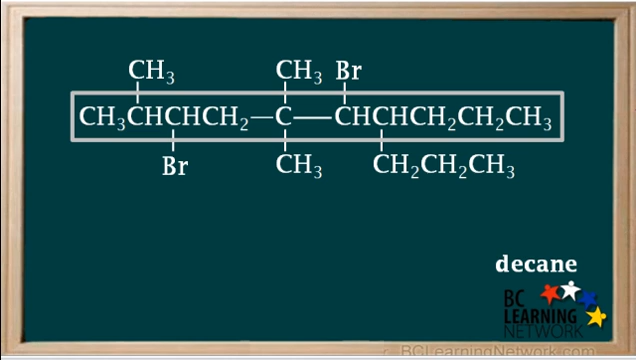 CH₃ CH₃ Br
CH₃CHCHCH₂—C—CHCHCH₂CH₂CH₃
Br CH₃ CH₂CH₂CH₃
decane
BC
LEARNING
NETWORK
BCLearningNetwork.com